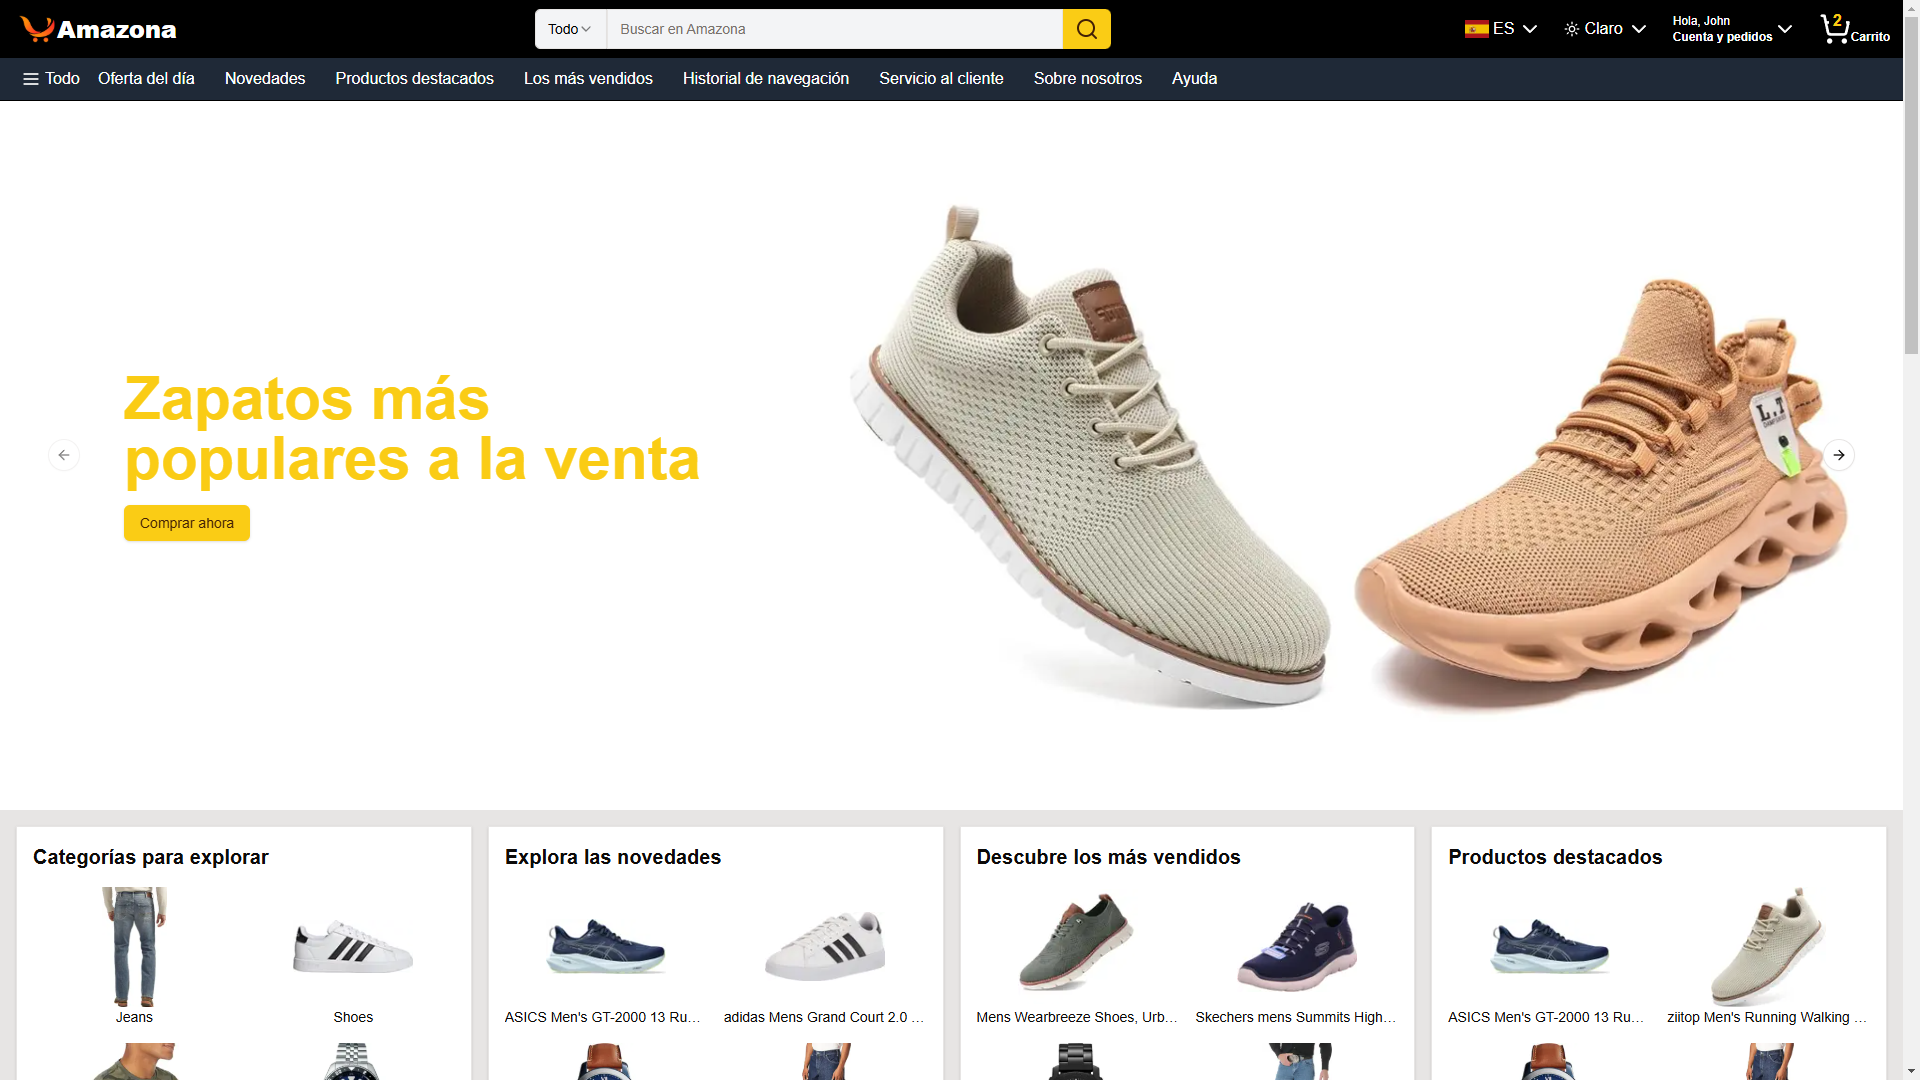 Amazona
Todo
Buscar en Amazona
ES
Claro
Hola, John
Cuenta y pedidos
2
Carrito
Todo
Oferta del día
Novedades
Productos destacados
Los más vendidos
Historial de navegación
Servicio al cliente
Sobre nosotros
Ayuda
Zapatos más
populares a la venta
Comprar ahora
L.T
Categorías para explorar
Jeans
Shoes
Explora las novedades
ASICS Men's GT-2000 13 Ru...
adidas Mens Grand Court 2.0 ...
Descubre los más vendidos
Mens Wearbreeze Shoes, Urb...
Skechers mens Summits High...
Productos destacados
ASICS Men's GT-2000 13 Ru...
ziitop Men's Running Walking ...